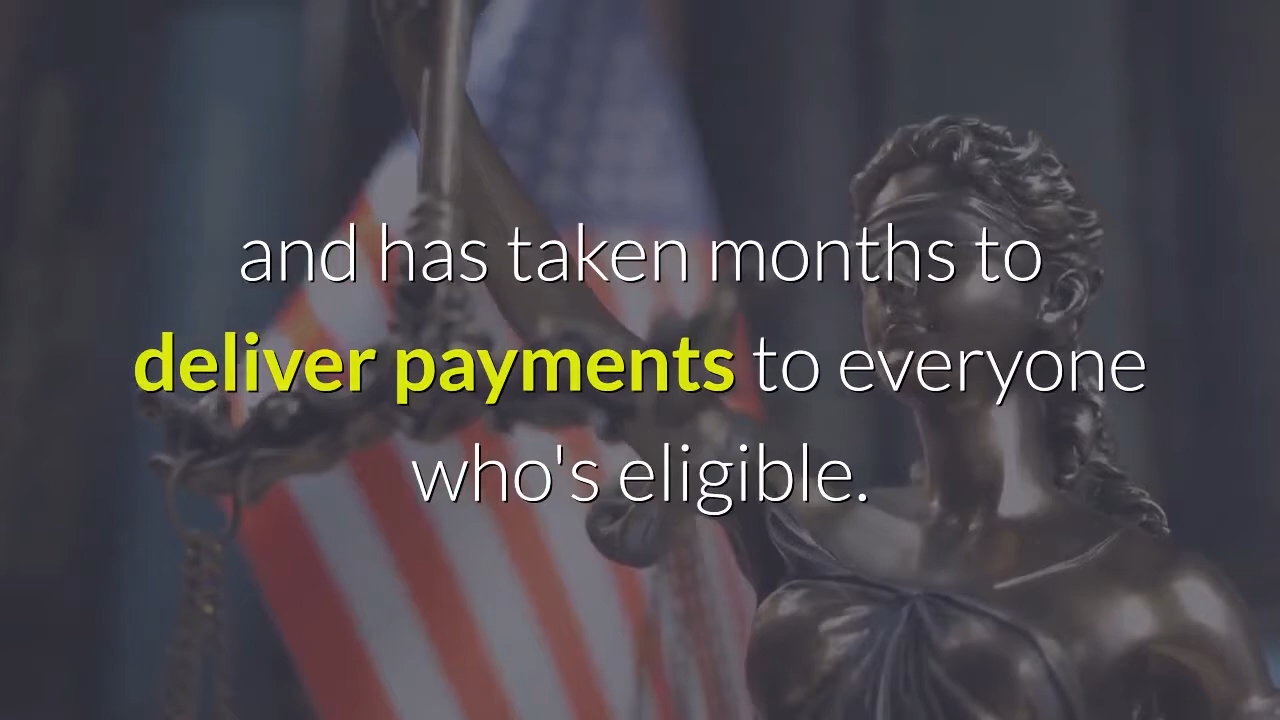 and has taken months to
deliver payments to everyone
who's eligible.